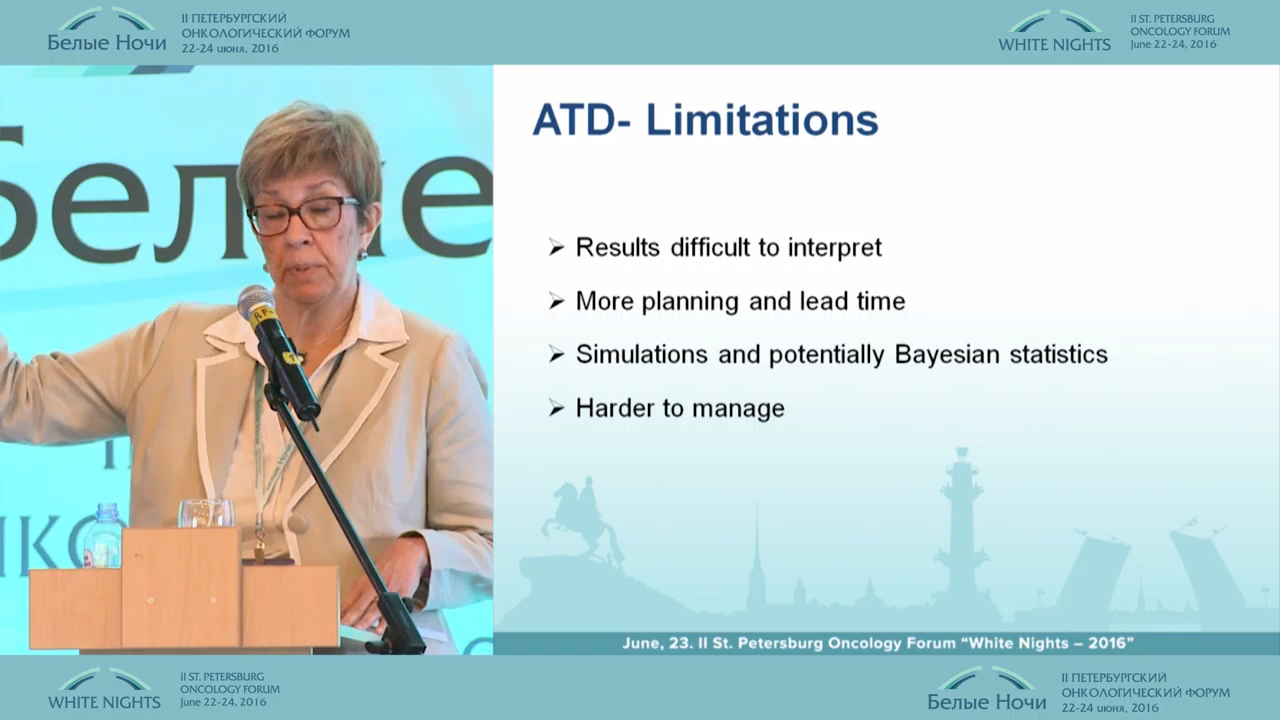 Белые Ночи
II ПЕТЕРБУРГСКИЙ
ОНКОЛОГИЧЕСКИЙ ФОРУМ
22-24 июня, 2016
WHITE NIGHTS
II ST. PETERSBURG
ONCOLOGY FORUM
June 22-24, 2016
Белые
ATD- Limitations
➢ Results difficult to interpret
➢ More planning and lead time
➢ Simulations and potentially Bayesian statistics
➢ Harder to manage
June, 23. II St. Petersburg Oncology Forum “White Nights – 2016”
WHITE NIGHTS
II ST. PETERSBURG
ONCOLOGY FORUM
June 22-24, 2016
Белые Ночи
II ПЕТЕРБУРГСКИЙ
ОНКОЛОГИЧЕСКИЙ ФОРУМ
22-24 июня, 2016